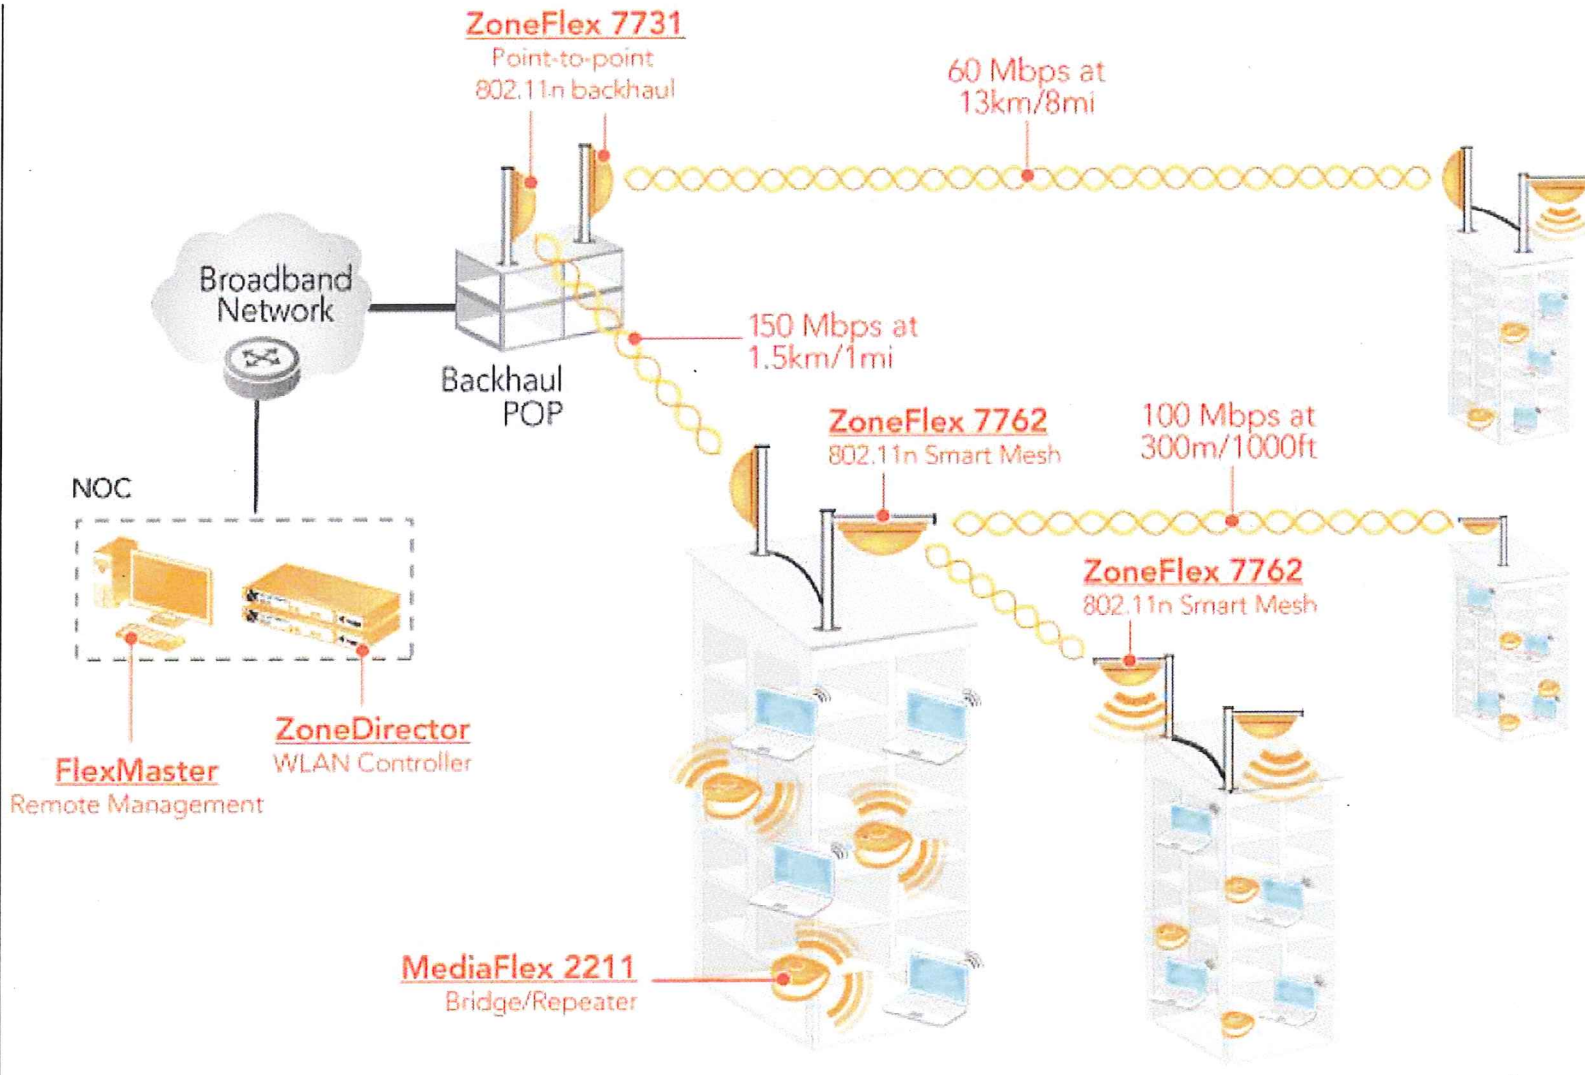 ZoneFlex 7731
Point-to-point
802.11n backhaul
60 Mbps at
13km/8mi
Broadband
Network
150 Mbps at
1.5km/1mi
Backhaul
POP
ZoneFlex 7762
802.11n Smart Mesh
100 Mbps at
300m/1000ft
NOC
ZoneFlex 7762
802.11n Smart Mesh
ZoneDirector
WLAN Controller
FlexMaster
Remote Management
MediaFlex 2211
Bridge/Repeater